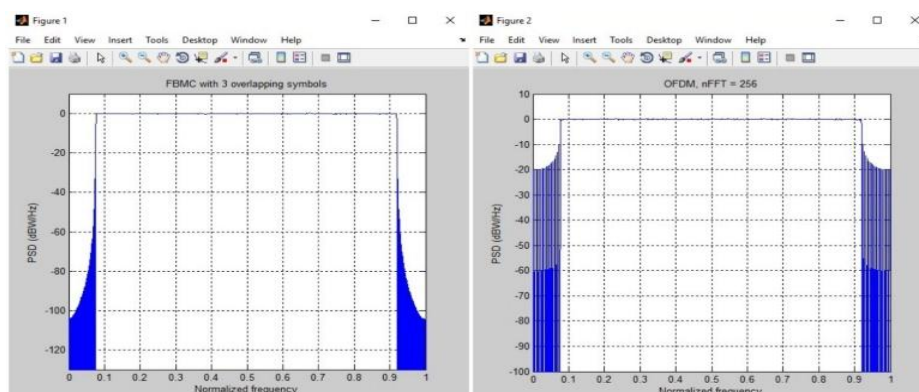 Figure 1
File Edit View Insert Tools Desktop Window Help
FBMC with 3 overlapping symbols
PSD (dBW/Hz)
0
-20
-40
-60
-80
-100
-120
0 0.1 0.2 0.3 0.4 0.5 0.6 0.7 0.8 0.9 1
Normalized frequency
Figure 2
File Edit View Insert Tools Desktop Window Help
OFDM, nFFT = 256
PSD (dBW/Hz)
10
0
-10
-20
-30
-40
-50
-60
-70
-80
-90
-100
0 0.1 0.2 0.3 0.4 0.5 0.6 0.7 0.8 0.9 1
Normalized frequency